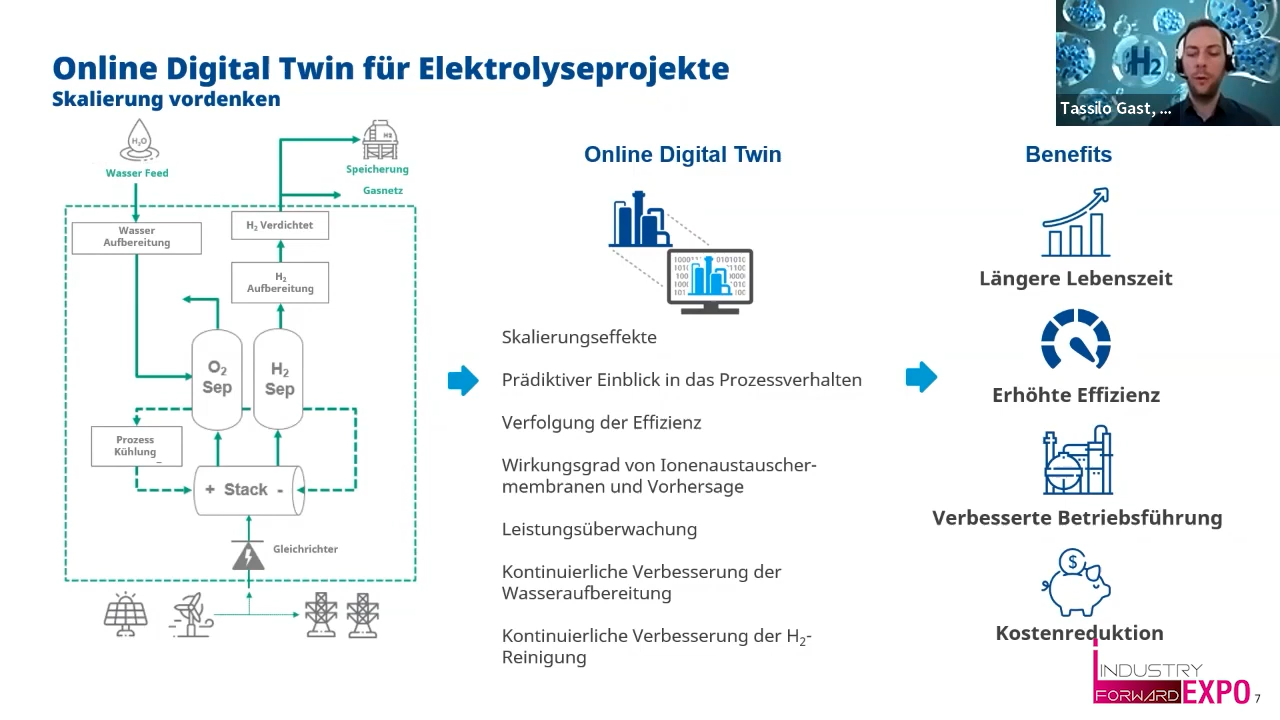 Online Digital Twin für Elektrolyseprojekte
Skalierung vordenken
H₂
Tassilo Gast, ...
H₂O
Wasser Feed
H2
Speicherung
Gasnetz
Wasser
Aufbereitung
H₂ Verdichtet
H₂
Aufbereitung
O₂
Sep
H₂
Sep
Prozess
Kühlung
+ Stack -
Gleichrichter
Online Digital Twin
Skalierungseffekte
Prädiktiver Einblick in das Prozessverhalten
Verfolgung der Effizienz
Wirkungsgrad von Ionenaustauscher-
membranen und Vorhersage
Leistungsüberwachung
Kontinuierliche Verbesserung der
Wasseraufbereitung
Kontinuierliche Verbesserung der H₂-
Reinigung
Benefits
Längere Lebenszeit
Erhöhte Effizienz
Verbesserte Betriebsführung
$
Kostenreduktion
INDUSTRY
FORWARD EXPO
7